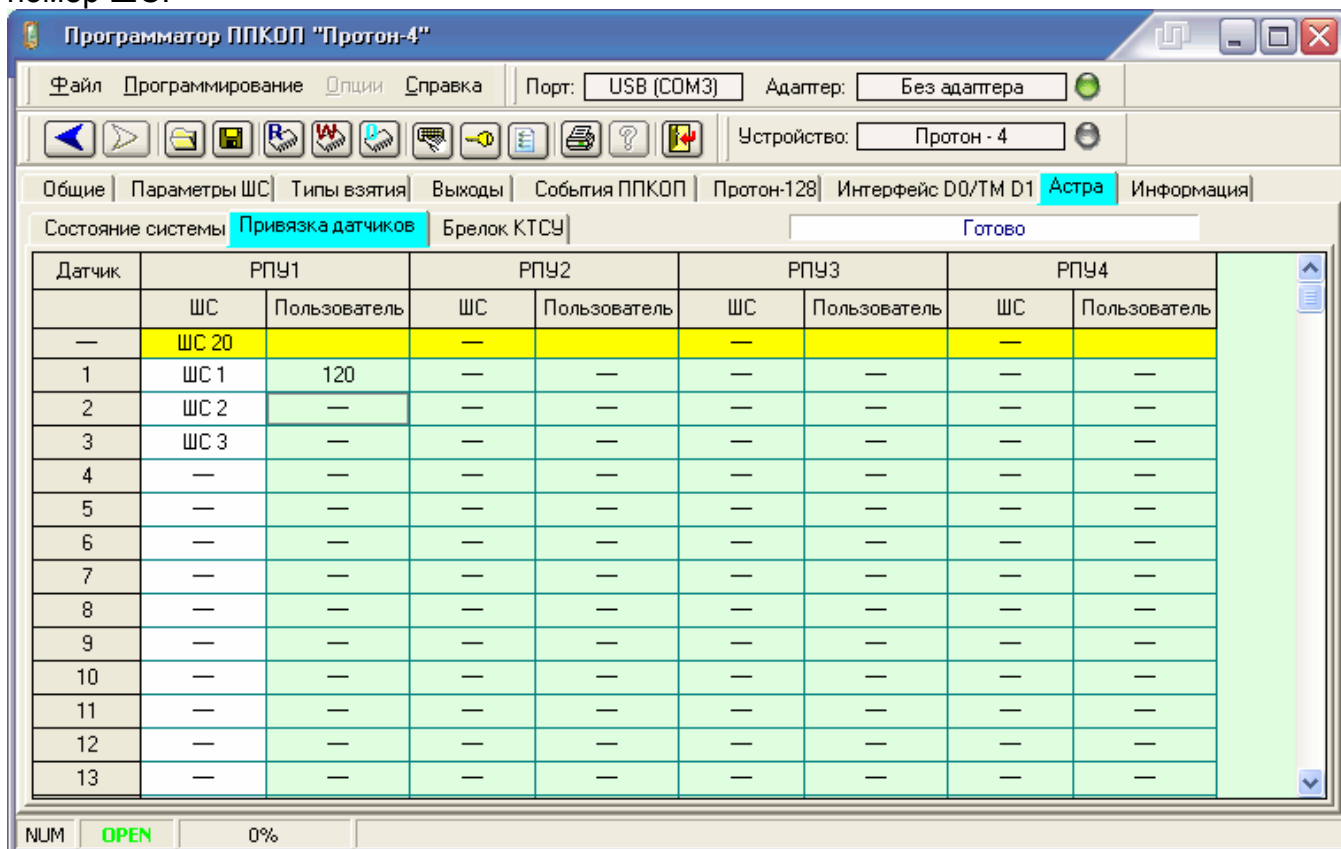 номер ШС.
Программатор ППКОП "Протон-4"
Файл Программирование Опции Справка Порт: USB (COM3) Адаптер: Без адаптера
Устройство: Протон - 4
Общие Параметры ШС Типы взятия Выходы События ППКОП Протон-128 Интерфейс D0/TM D1 Астра Информация
Состояние системы Привязка датчиков Брелок КТСУ Готово
Датчик РПУ1 РПУ2 РПУ3 РПУ4
ШС Пользователь ШС Пользователь ШС Пользователь ШС Пользователь
— ШС 20 — — —
1 ШС 1 120 — — — — — —
2 ШС 2 — — — — — — —
3 ШС 3 — — — — — — —
4 — — — — — — — —
5 — — — — — — — —
6 — — — — — — — —
7 — — — — — — — —
8 — — — — — — — —
9 — — — — — — — —
10 — — — — — — — —
11 — — — — — — — —
12 — — — — — — — —
13 — — — — — — — —
NUM OPEN 0%